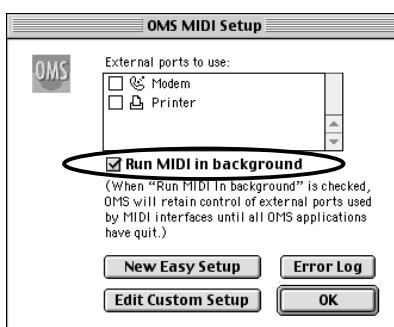 OMS MIDI Setup
OMS
External ports to use:
Modem
Printer
Run MIDI in background
(When “Run MIDI In background” is checked,
OMS will retain control of external ports used
by MIDI interfaces until all OMS applications
have quit.)
New Easy Setup
Error Log
Edit Custom Setup
OK